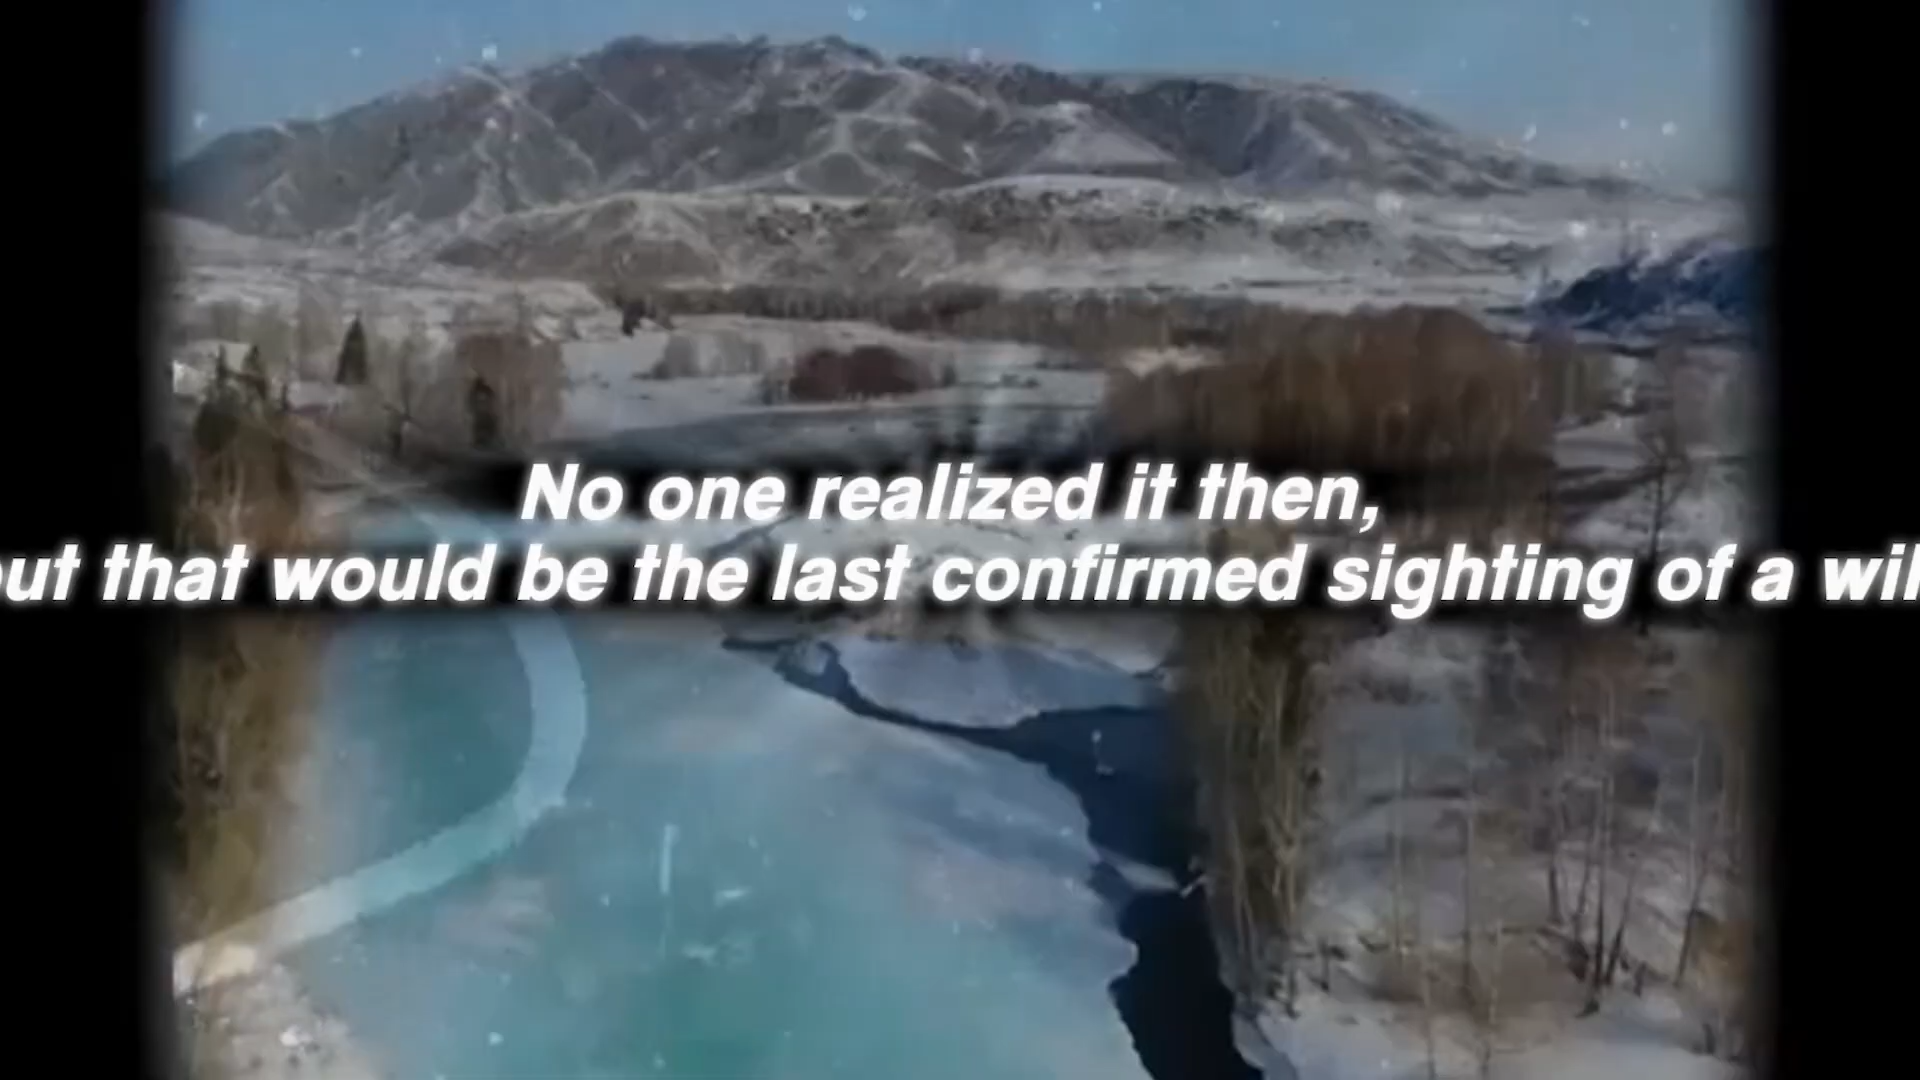 No one realized it then,
that would be the last confirmed sighting of a